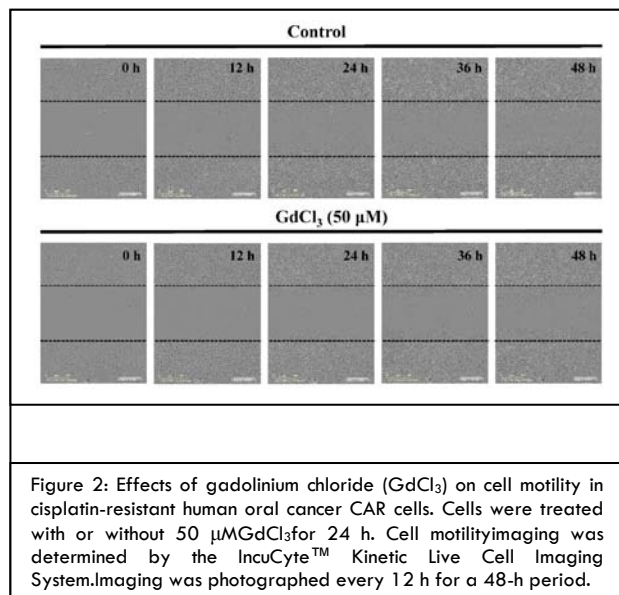 Control
0 h 12 h 24 h 36 h 48 h
GdCl₃ (50 μM)
0 h 12 h 24 h 36 h 48 h
Figure 2: Effects of gadolinium chloride (GdCl₃) on cell motility in
cisplatin-resistant human oral cancer CAR cells. Cells were treated
with or without 50 μMGdCl₃for 24 h. Cell motilityimaging was
determined by the IncuCyte™ Kinetic Live Cell Imaging
System.Imaging was photographed every 12 h for a 48-h period.